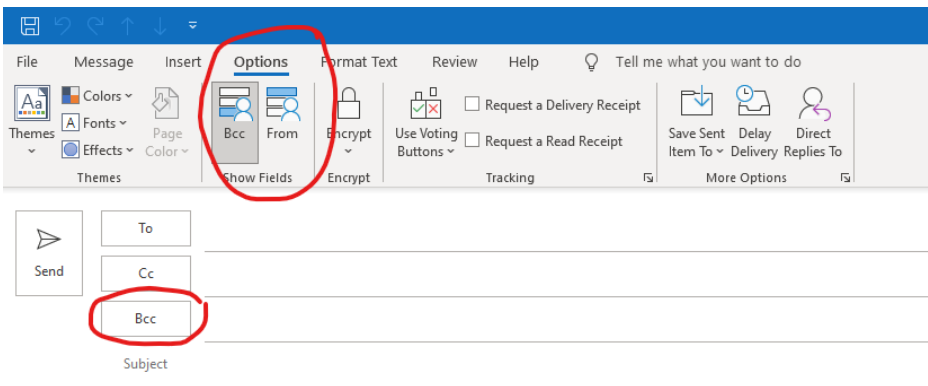 File Message Insert Options Format Text Review Help Tell me what you want to do
Aa Colors
Fonts
Effects
Themes
Page
Color
Themes
Bcc From
Show Fields
Encrypt
Encrypt
Use Voting
Buttons
Request a Delivery Receipt
Request a Read Receipt
Tracking
Save Sent
Item To
Delay
Delivery
Direct
Replies To
More Options
Send
To
Cc
Bcc
Subject